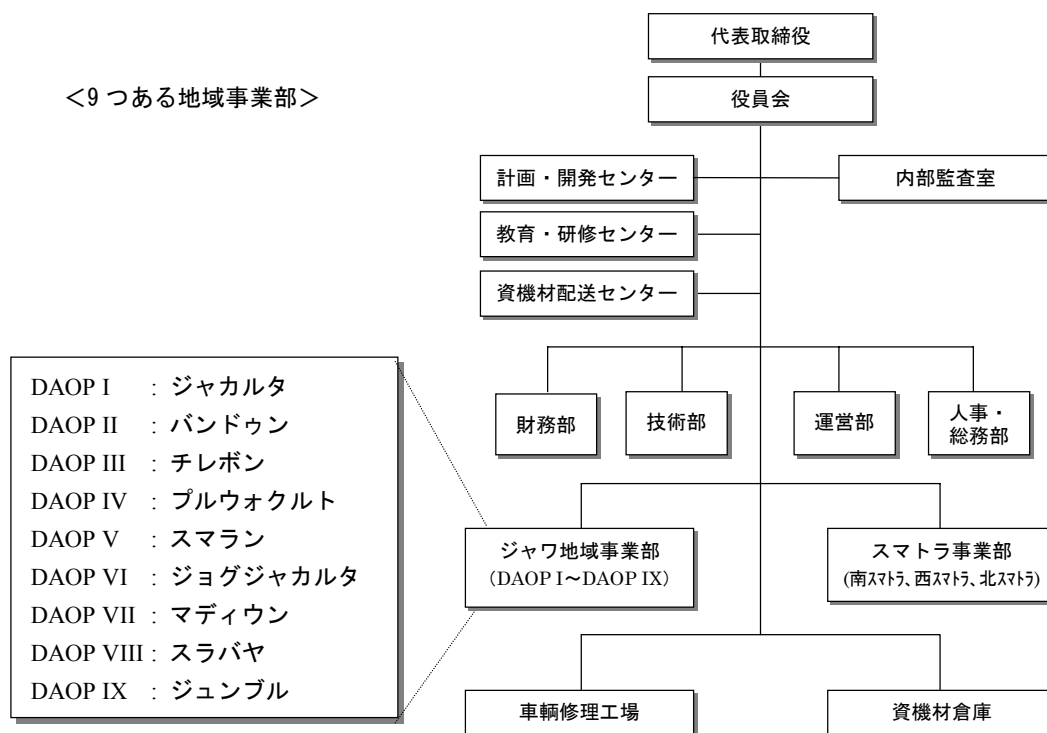 代表取締役
<9 つある地域事業部>
役員会
計画・開発センター
内部監査室
教育・研修センター
資機材配送センター
財務部
技術部
運営部
人事・
総務部
DAOP I : ジャカルタ
DAOP II : バンドゥン
DAOP III : チレボン
DAOP IV : プルウォクルト
DAOP V : スマラン
DAOP VI : ジョグジャカルタ
DAOP VII : マディウン
DAOP VIII : スラバヤ
DAOP IX : ジュンブル
ジャワ地域事業部
(DAOP I~DAOP IX)
スマトラ事業部
(南スマトラ、西スマトラ、北スマトラ)
車輌修理工場
資機材倉庫